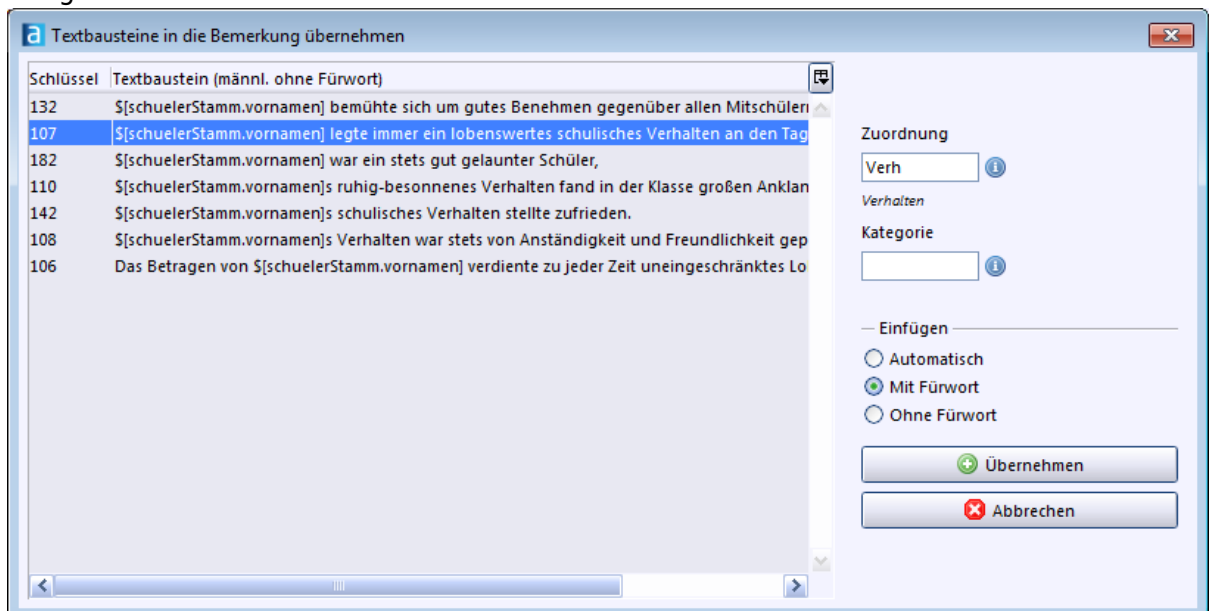 Textbausteine in die Bemerkung übernehmen
Schlüssel Textbaustein (männl. ohne Fürwort)
132 $[schuelerStamm.vornamen] bemühte sich um gutes Benehmen gegenüber allen Mitschülern
107 $[schuelerStamm.vornamen] legte immer ein lobenswertes schulisches Verhalten an den Tag
182 $[schuelerStamm.vornamen] war ein stets gut gelaunter Schüler,
110 $[schuelerStamm.vornamen]s ruhig-besonnenes Verhalten fand in der Klasse großen Anklan
142 $[schuelerStamm.vornamen]s schulisches Verhalten stellte zufrieden.
108 $[schuelerStamm.vornamen]s Verhalten war stets von Anständigkeit und Freundlichkeit gep
106 Das Betragen von $[schuelerStamm.vornamen] verdiente zu jeder Zeit uneingeschränktes Lo
Zuordnung
Verh
Verhalten
Kategorie
Einfügen
Automatisch
Mit Fürwort
Ohne Fürwort
Übernehmen
Abbrechen